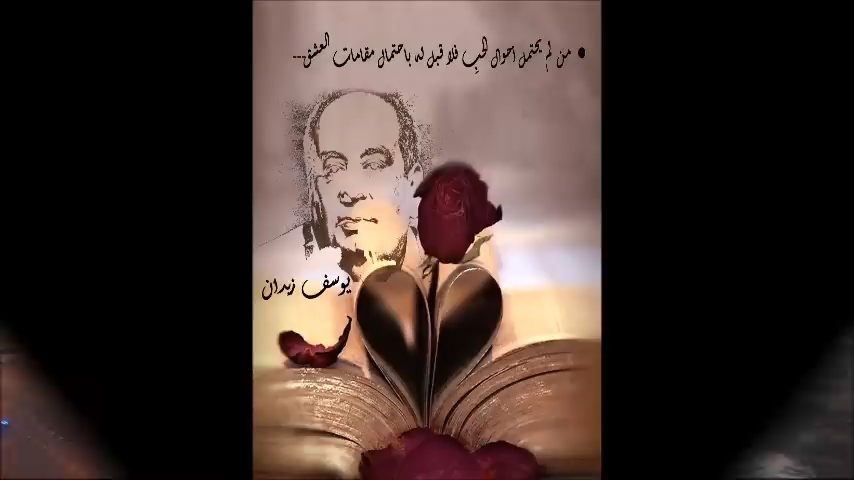 • من لم يحتمل أحوال الحبِ فلا قبل له باحتمال مقامات العشق...
يوسف زيدان